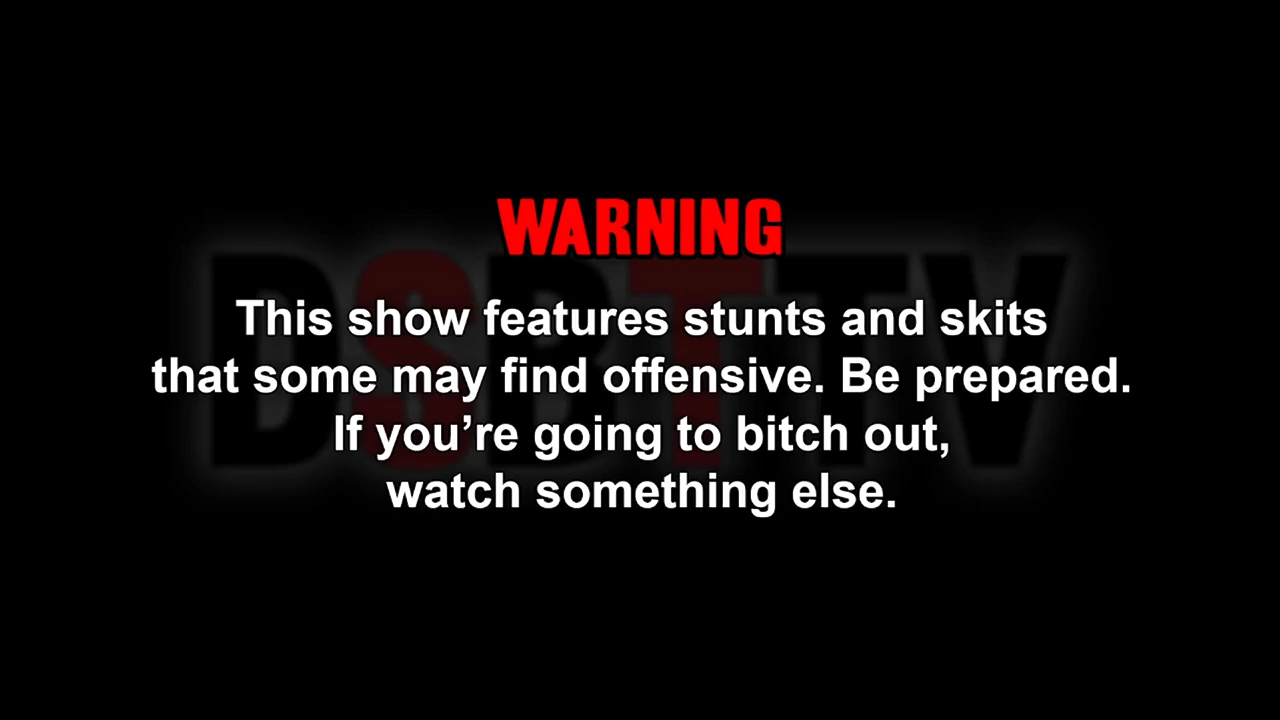 WARNING
DSBTTV
This show features stunts and skits
that some may find offensive. Be prepared.
If you’re going to bitch out,
watch something else.